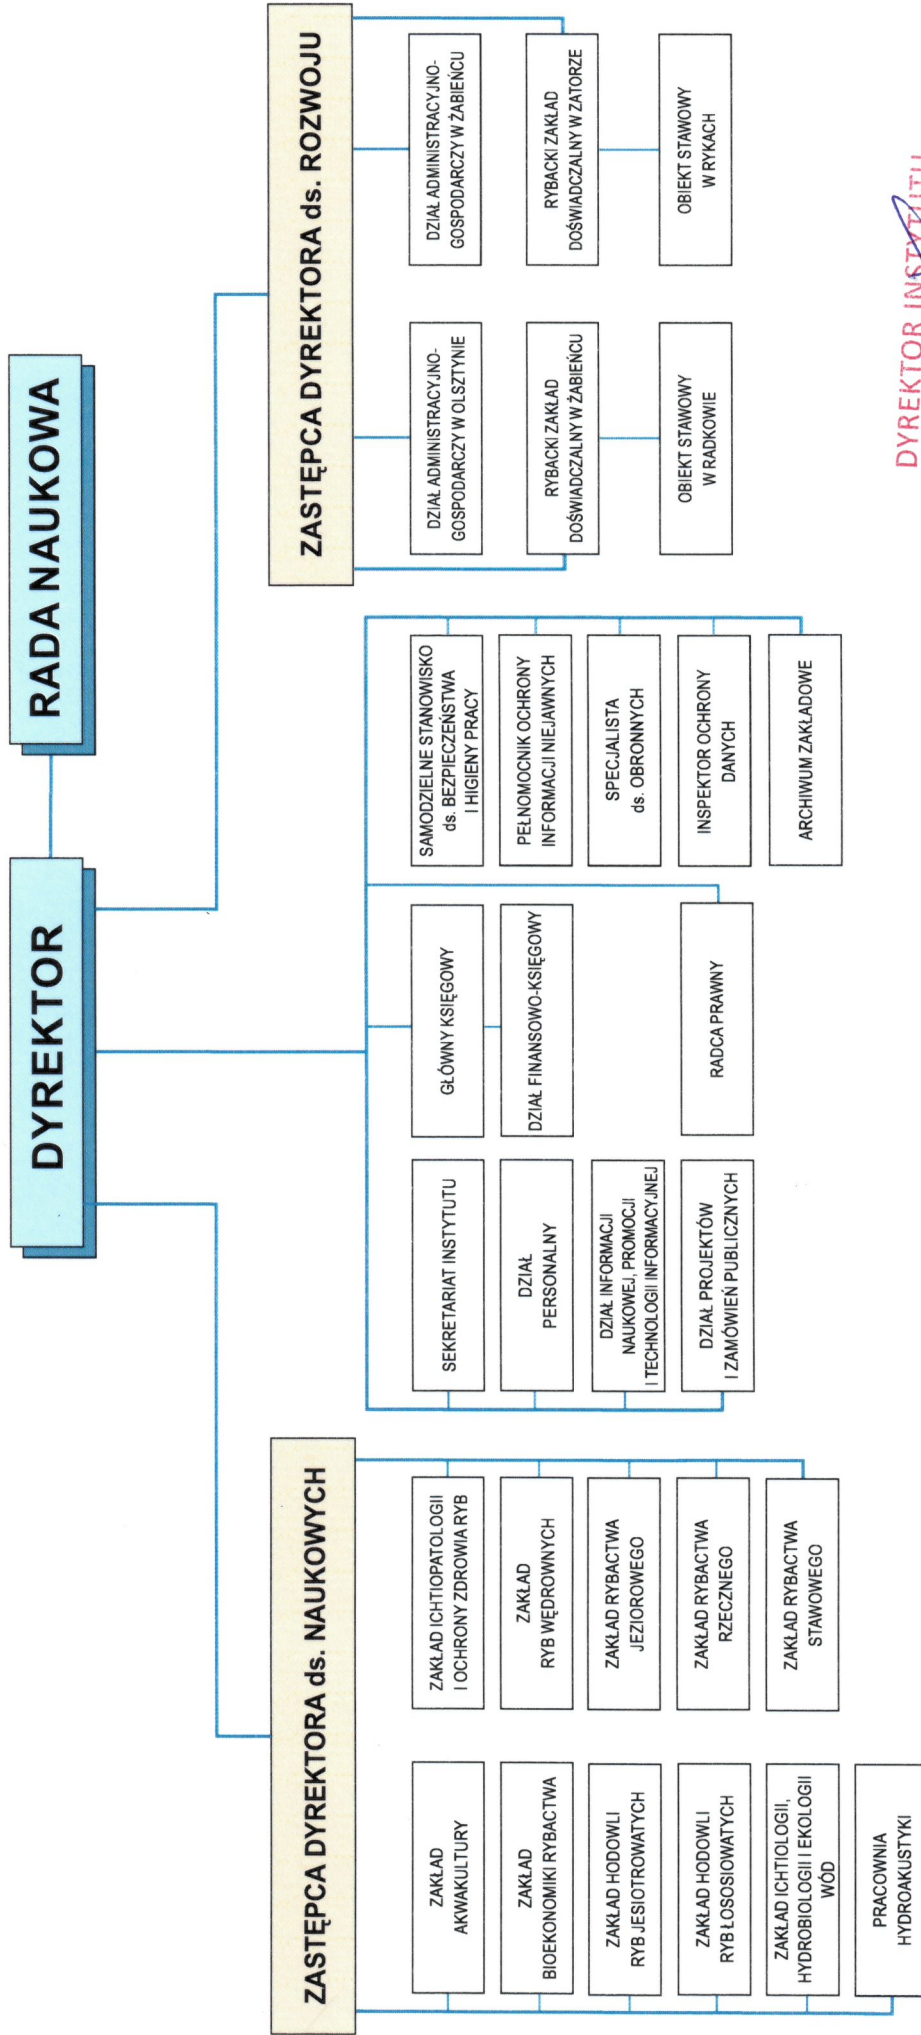 RADA NAUKOWA
DYREKTOR
ZASTĘPCA DYREKTORA ds. NAUKOWYCH
ZAKŁAD
AKWAKULTURY
ZAKŁAD
BIOEKONOMIKI RYBACTWA
ZAKŁAD HODOWLI
RYB JESIOTROWATYCH
ZAKŁAD HODOWLI
RYB ŁOSOSIOWATYCH
ZAKŁAD ICHTIOLOGII,
HYDROBIOLOGII I EKOLOGII
WÓD
PRACOWNIA
HYDROAKUSTYKI
ZAKŁAD ICHTIOPATOLOGII
I OCHRONY ZDROWIA RYB
ZAKŁAD
RYB WĘDROWNYCH
ZAKŁAD RYBACTWA
JEZIOROWEGO
ZAKŁAD RYBACTWA
RZECZNEGO
ZAKŁAD RYBACTWA
STAWOWEGO
SEKRETARIAT INSTYTUTU
DZIAŁ
PERSONALNY
DZIAŁ INFORMACJI
NAUKOWEJ, PROMOCJI
I TECHNOLOGII INFORMACYJNEJ
DZIAŁ PROJEKTÓW
I ZAMÓWIEŃ PUBLICZNYCH
GŁÓWNY KSIĘGOWY
DZIAŁ FINANSOWO-KSIĘGOWY
RADCA PRAWNY
SAMODZIELNE STANOWISKO
ds. BEZPIECZEŃSTWA
I HIGIENY PRACY
PEŁNOMOCNIK OCHRONY
INFORMACJI NIEJAWNYCH
SPECJALISTA
ds. OBRONNYCH
INSPEKTOR OCHRONY
DANYCH
ARCHIWUM ZAKŁADOWE
ZASTĘPCA DYREKTORA ds. ROZWOJU
DZIAŁ ADMINISTRACYJNO-
GOSPODARCZY W OLSZTYNIE
RYBACKI ZAKŁAD
DOŚWIADCZALNY W ŻABIEŃCU
OBIEKT STAWOWY
W RADKOWIE
DZIAŁ ADMINISTRACYJNO-
GOSPODARCZY W ŻABIEŃCU
RYBACKI ZAKŁAD
DOŚWIADCZALNY W ZATORZE
OBIEKT STAWOWY
W RYKACH
DYREKTOR INSTYTUTU